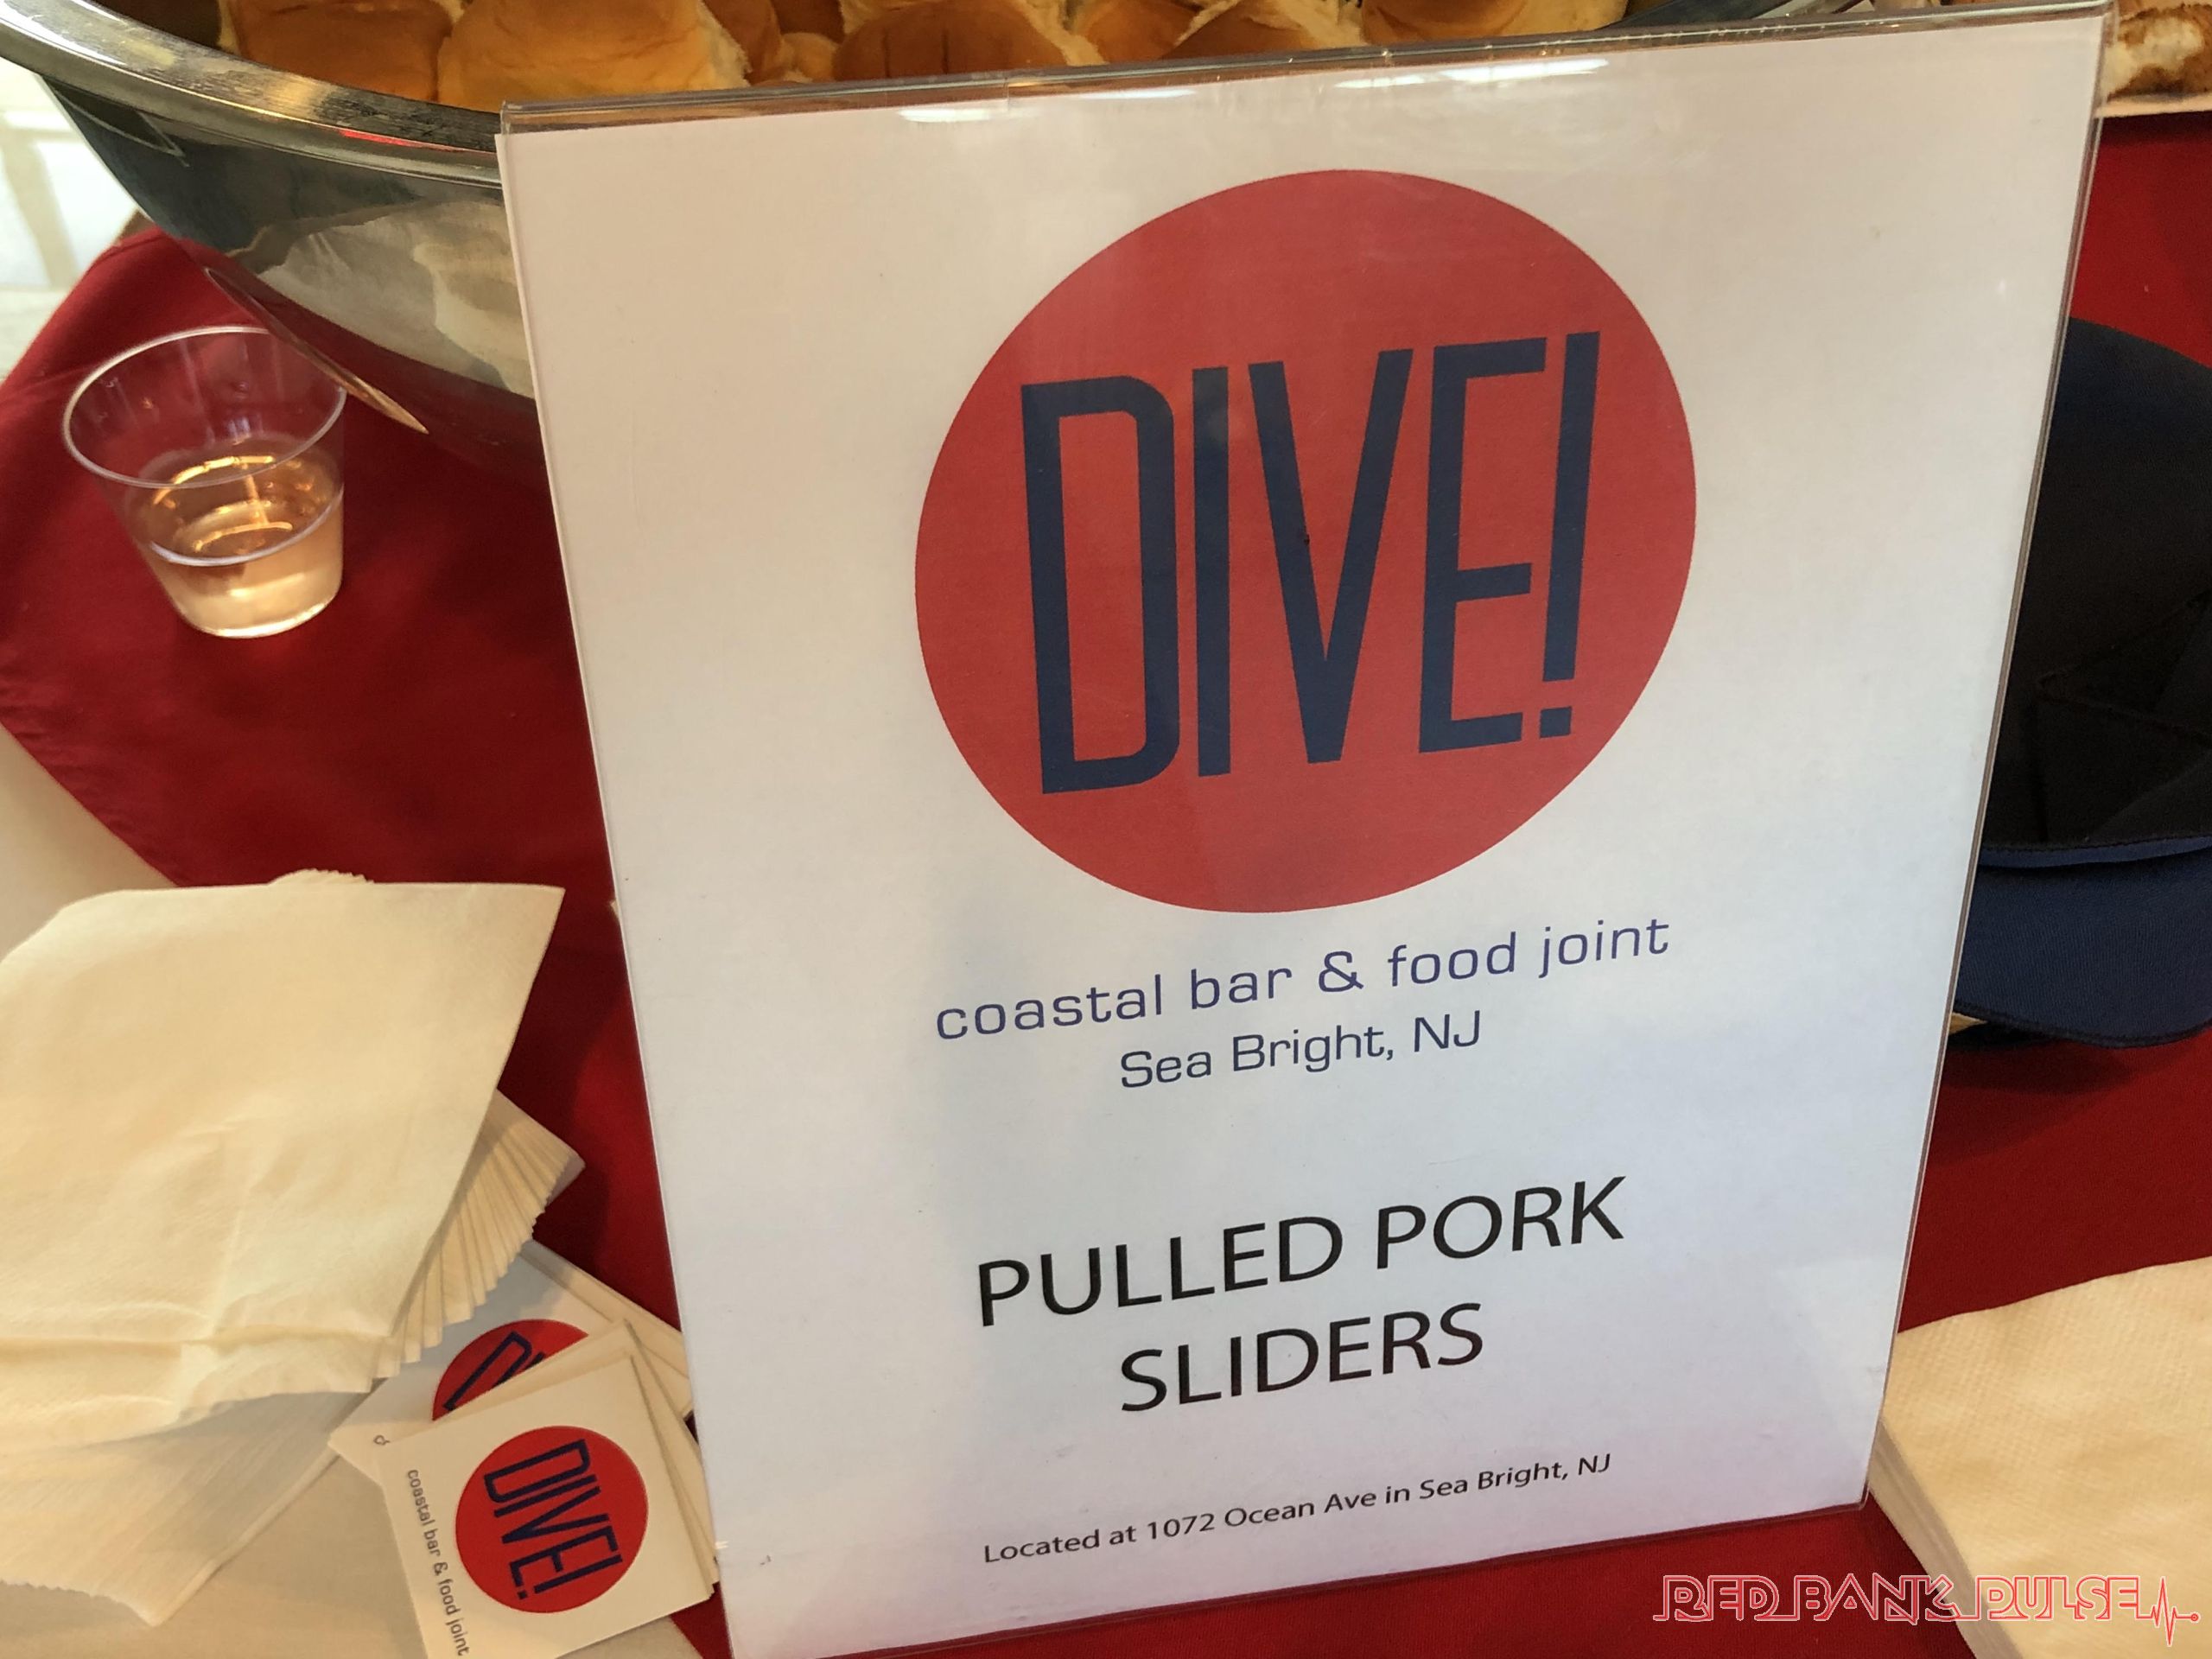 DIVE!
coastal bar & food joint
Sea Bright, NJ
PULLED PORK
SLIDERS
Located at 1072 Ocean Ave in Sea Bright, NJ
DIVE!
coastal bar & food joint
RED BANK PULSE